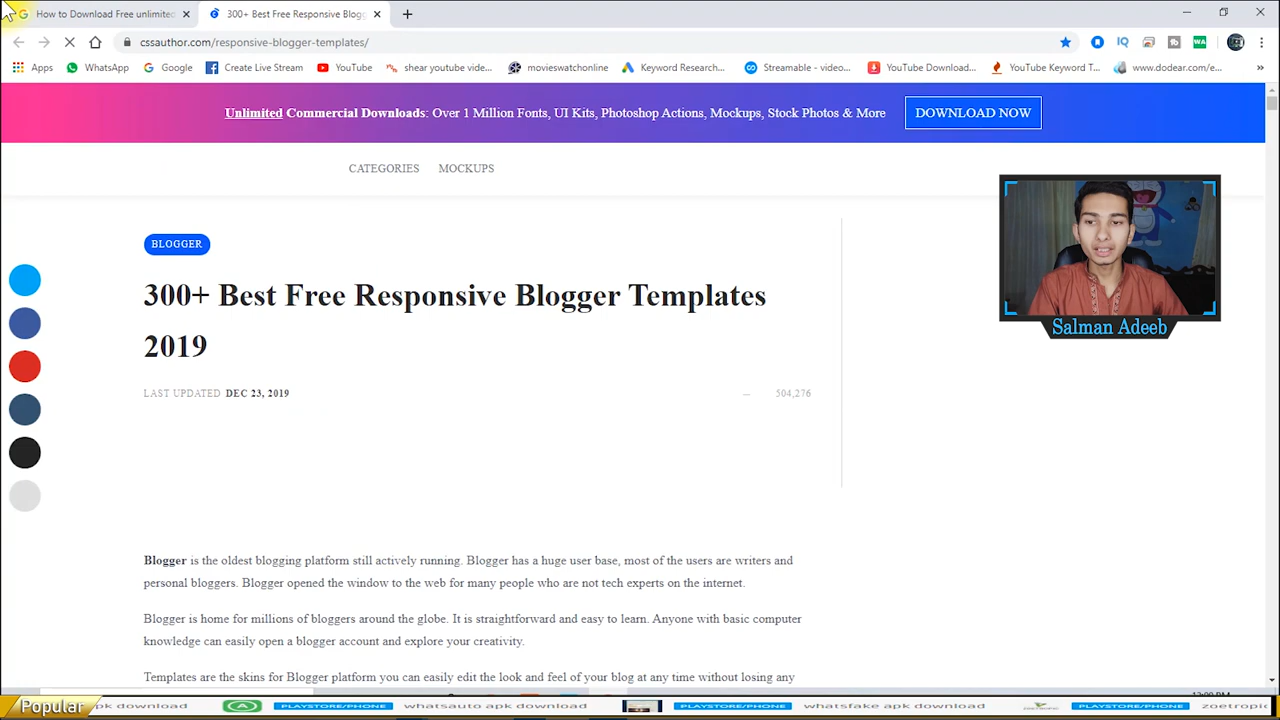 How to Download Free unlimited
300+ Best Free Responsive Blogg
cssauthor.com/responsive-blogger-templates/
Apps
WhatsApp
Google
Create Live Stream
YouTube
shear youtube vide...
movieswatchonline
Keyword Research...
Streamable - video...
YouTube Download...
YouTube Keyword T...
www.dodear.com/e...
Unlimited Commercial Downloads: Over 1 Million Fonts, UI Kits, Photoshop Actions, Mockups, Stock Photos & More
DOWNLOAD NOW
CATEGORIES MOCKUPS
BLOGGER
300+ Best Free Responsive Blogger Templates
2019
LAST UPDATED DEC 23, 2019
504,276
Salman Adeeb
Blogger is the oldest blogging platform still actively running. Blogger has a huge user base, most of the users are writers and
personal bloggers. Blogger opened the window to the web for many people who are not tech experts on the internet.
Blogger is home for millions of bloggers around the globe. It is straightforward and easy to learn. Anyone with basic computer
knowledge can easily open a blogger account and explore your creativity.
Templates are the skins for Blogger platform you can easily edit the look and feel of your blog at any time without losing any
Popular
pk download PLAYSTORE/PHONE whatsauto apk download PLAYSTORE/PHONE whatsfake apk download PLAYSTORE/PHONE zoetropic